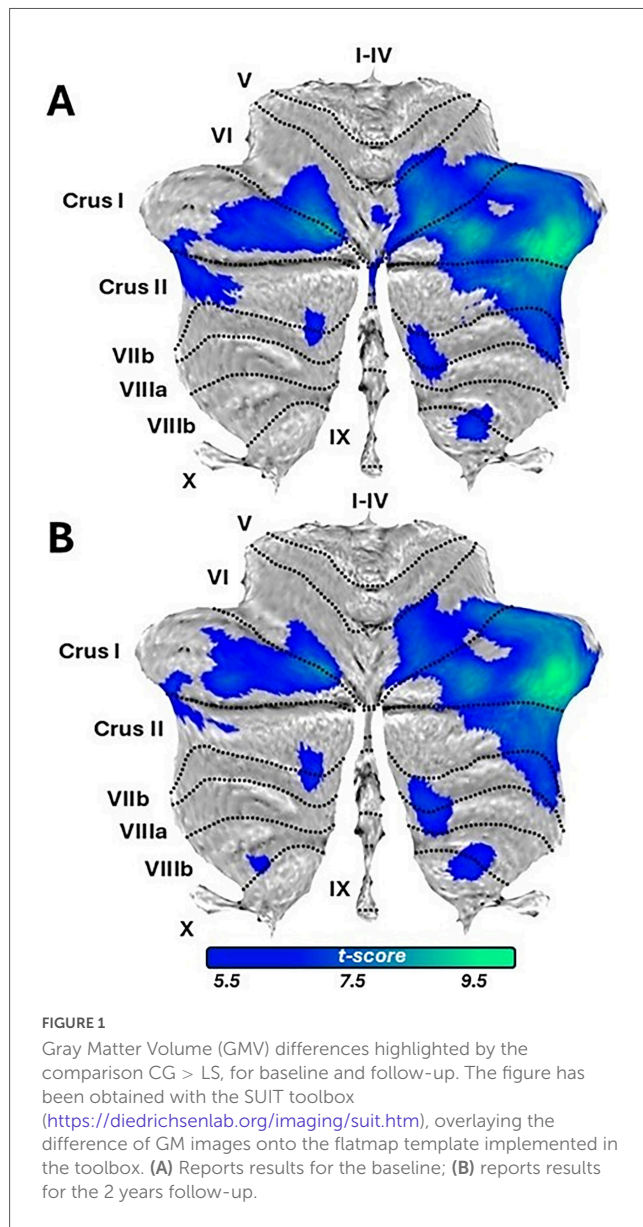 I-IV
A
V
VI
Crus I
Crus II
VIIb
VIIIa
VIIIb
IX
X
I-IV
B
V
VI
Crus I
Crus II
VIIb
VIIIa
VIIIb
IX
X
t-score
5.5 7.5 9.5
FIGURE 1
Gray Matter Volume (GMV) differences highlighted by the
comparison CG > LS, for baseline and follow-up. The figure has
been obtained with the SUIT toolbox
(https://diedrichsenlab.org/imaging/suit.htm), overlaying the
difference of GM images onto the flatmap template implemented in
the toolbox. (A) Reports results for the baseline; (B) reports results
for the 2 years follow-up.